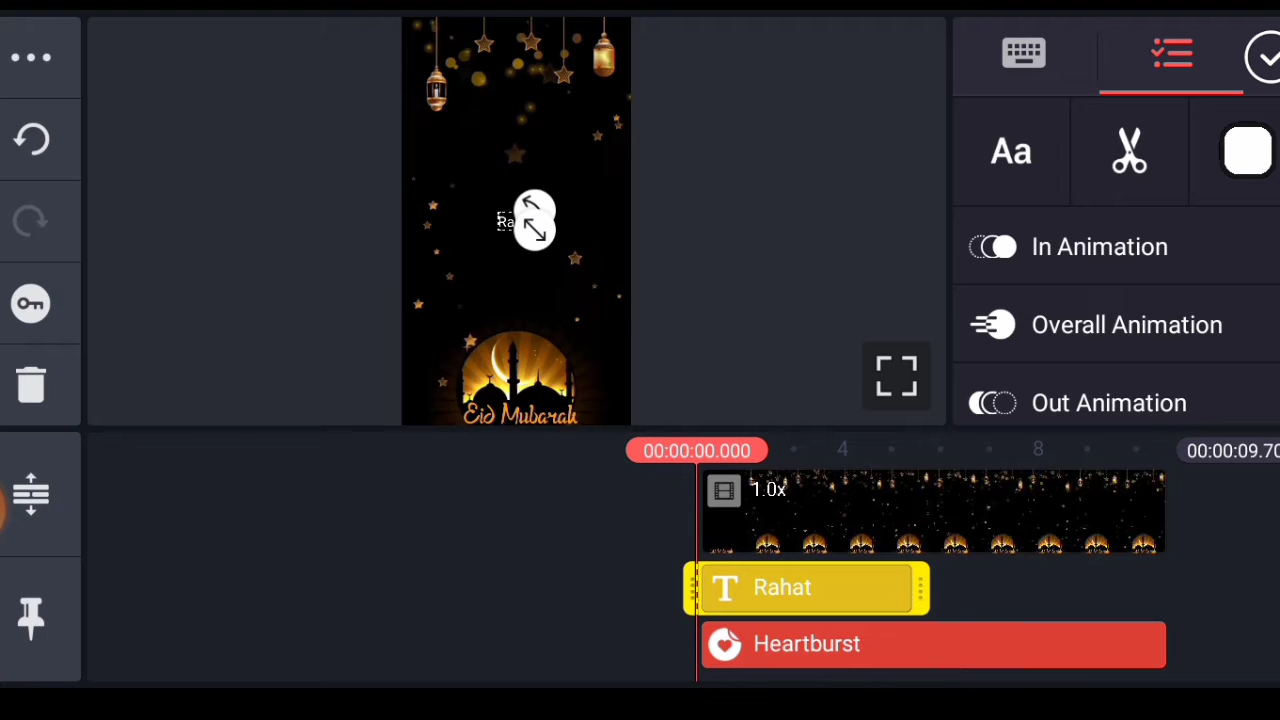 Aa
In Animation
Overall Animation
Out Animation
Ra
Eid Mubarak
00:00:00.000
4
8
00:00:09.70
1.0x
T Rahat
Heartburst